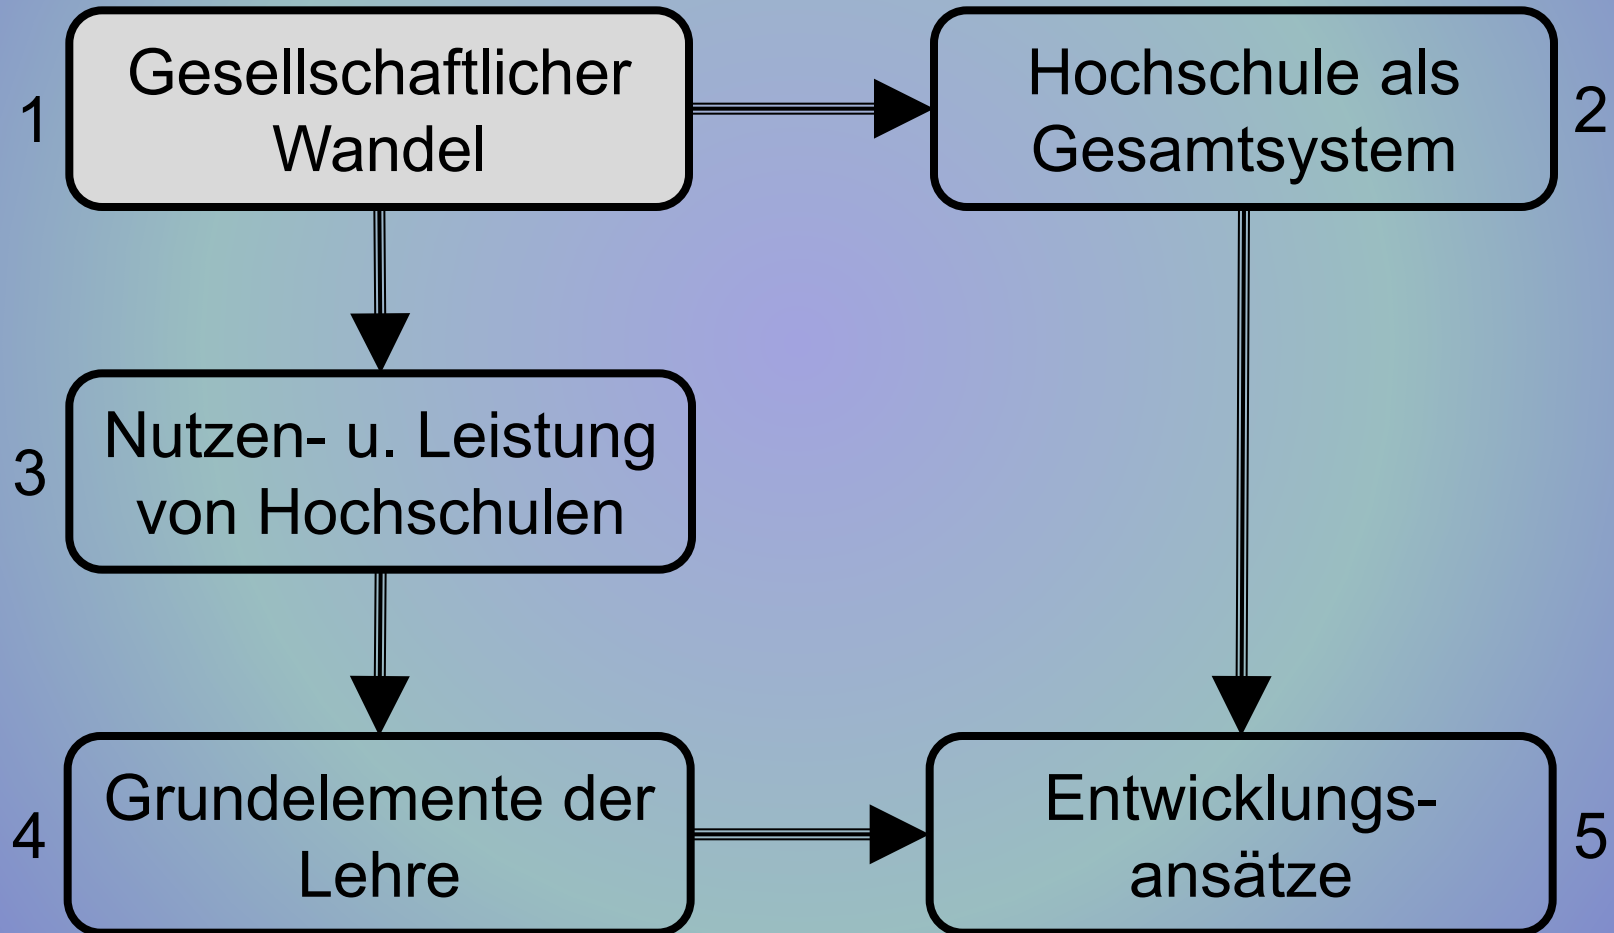 1
Gesellschaftlicher
Wandel
Hochschule als
Gesamtsystem
2
3
Nutzen- u. Leistung
von Hochschulen
4
Grundelemente der
Lehre
Entwicklungs-
ansätze
5